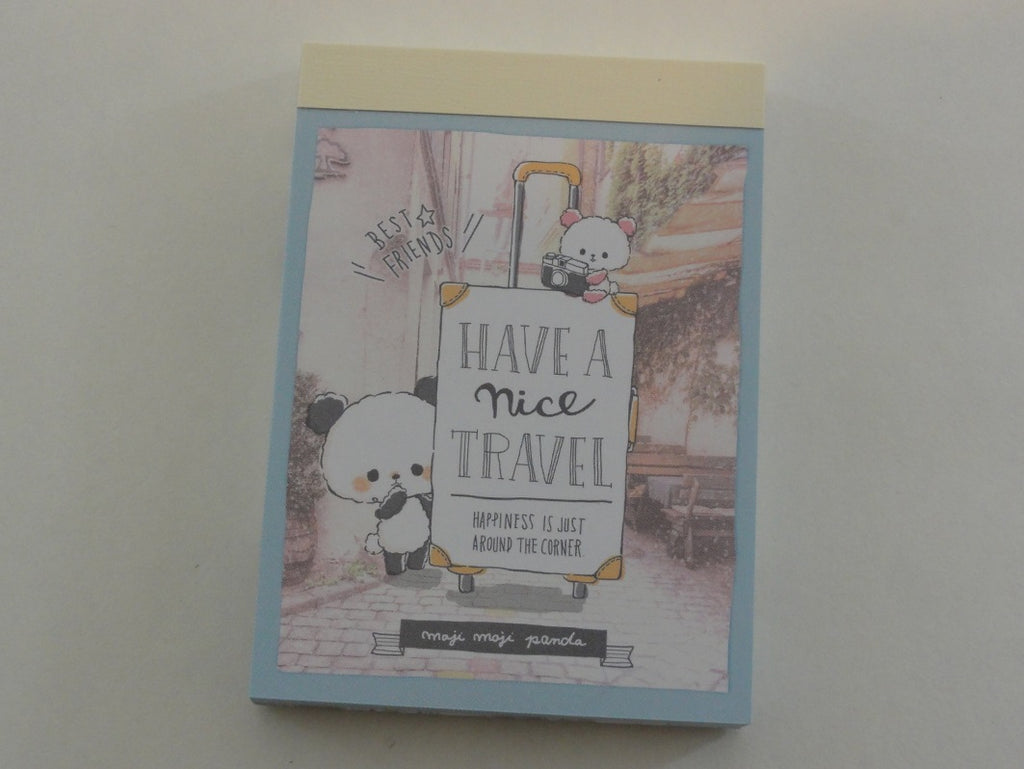 BEST
FRIENDS
HAVE A
nice
TRAVEL
HAPPINESS IS JUST
AROUND THE CORNER.
moji moji panda